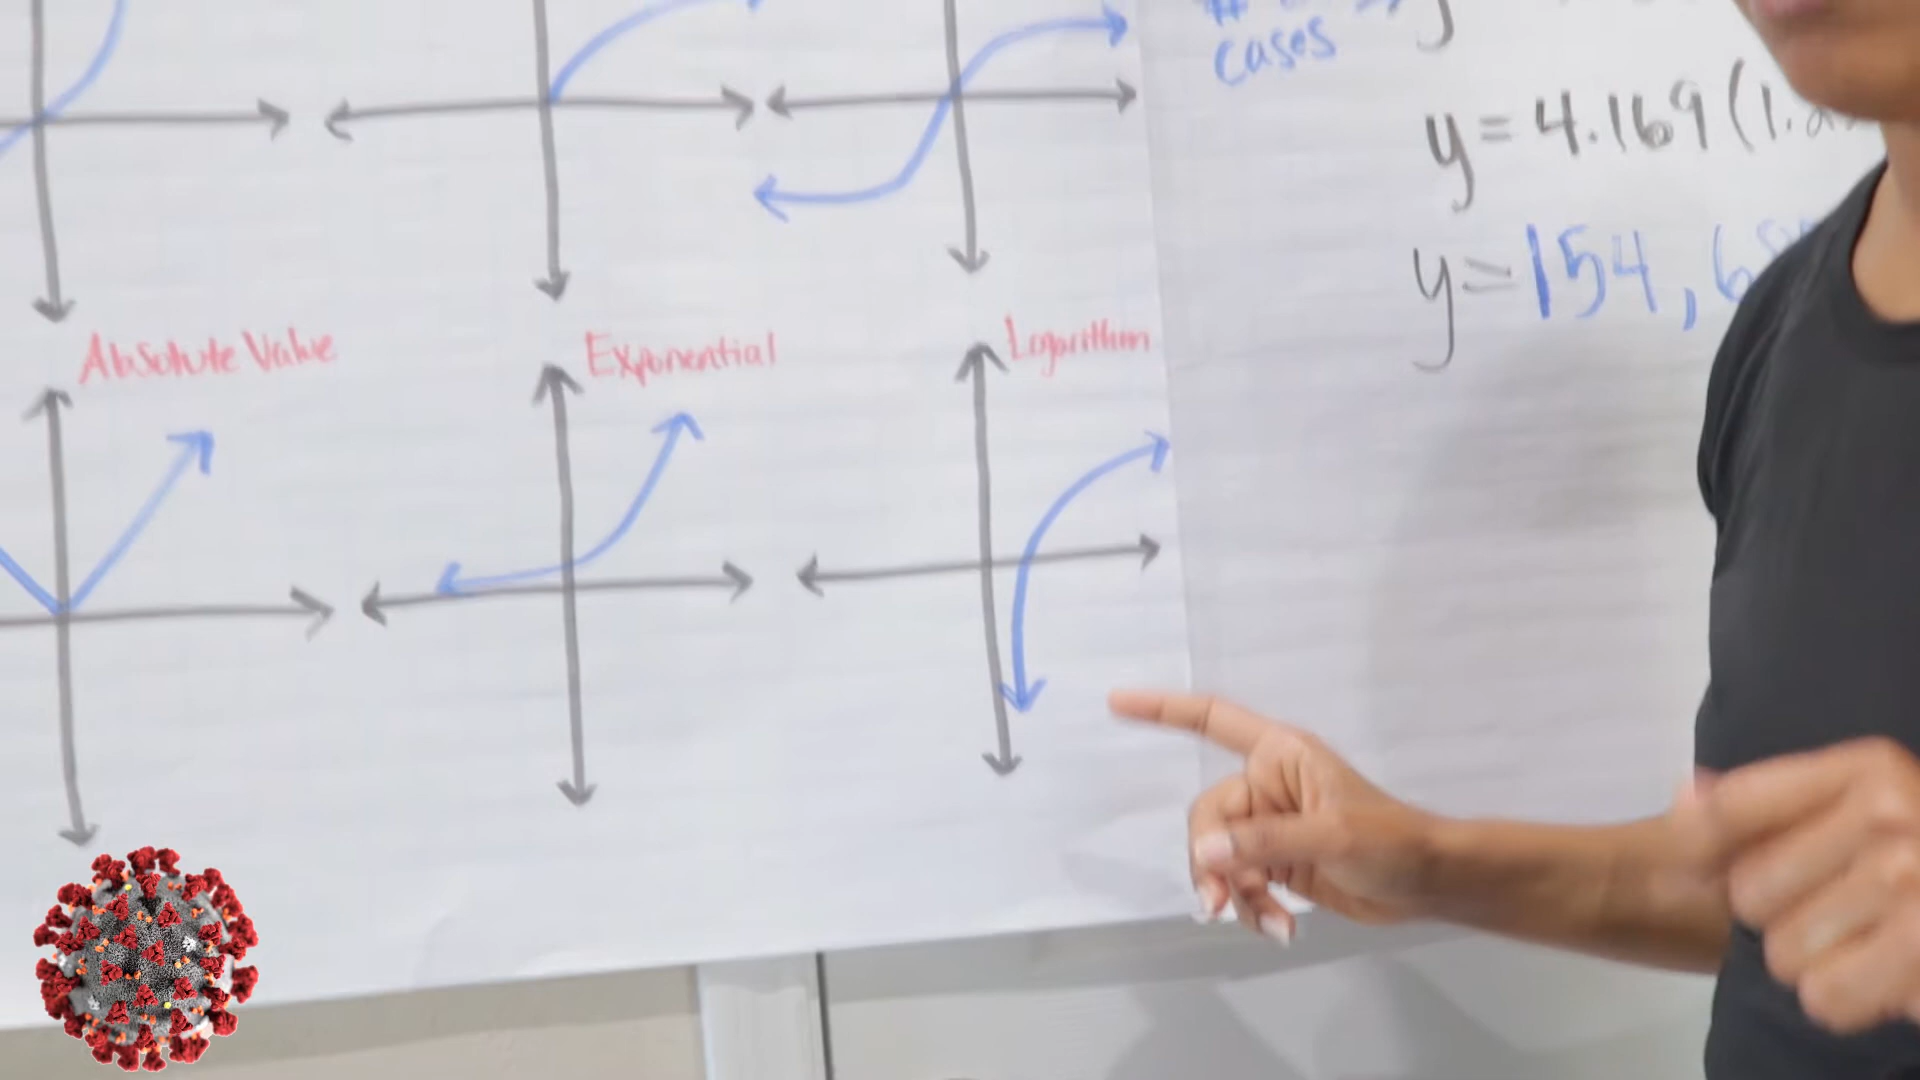 cases
y = 4.169 (1.
y = 154, 6
Absolute Value
Exponential
Logarithm